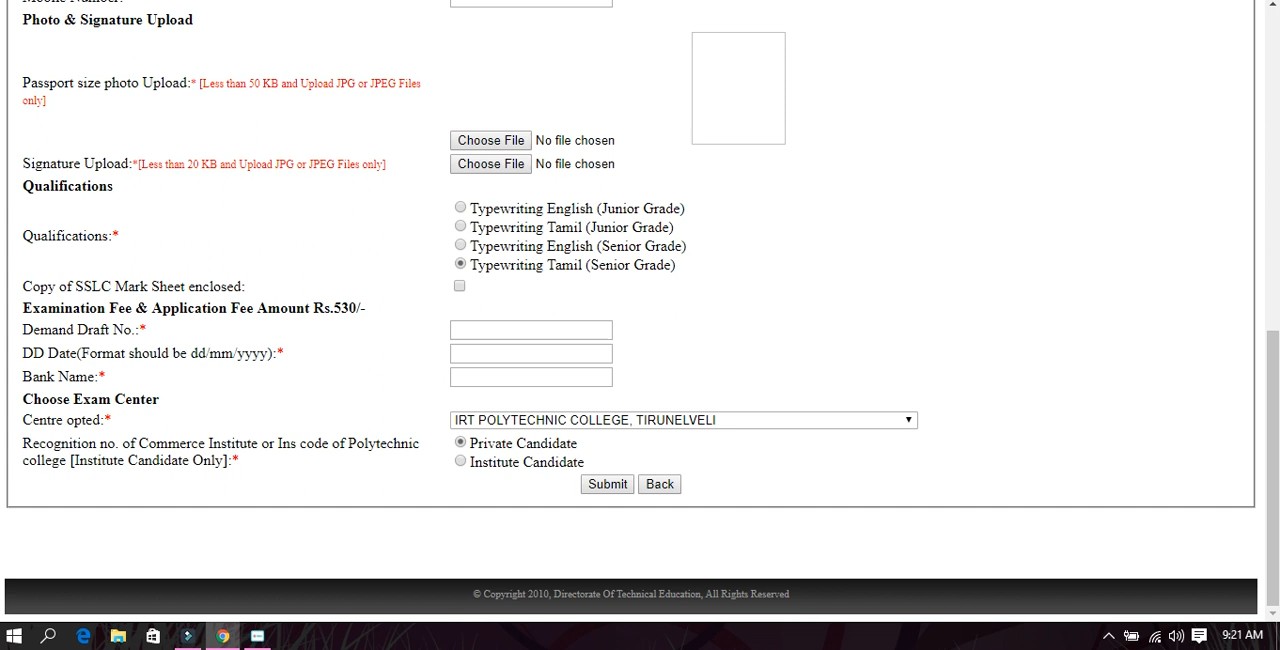 Photo & Signature Upload
Passport size photo Upload:* [Less than 50 KB and Upload JPG or JPEG Files
only]
Choose File No file chosen
Signature Upload:*[Less than 20 KB and Upload JPG or JPEG Files only]
Choose File No file chosen
Qualifications
Qualifications:*
Typewriting English (Junior Grade)
Typewriting Tamil (Junior Grade)
Typewriting English (Senior Grade)
Typewriting Tamil (Senior Grade)
Copy of SSLC Mark Sheet enclosed:
Examination Fee & Application Fee Amount Rs.530/-
Demand Draft No.:*
DD Date(Format should be dd/mm/yyyy):*
Bank Name:*
Choose Exam Center
Centre opted:*
IRT POLYTECHNIC COLLEGE, TIRUNELVELI
Recognition no. of Commerce Institute or Ins code of Polytechnic
college [Institute Candidate Only]:*
Private Candidate
Institute Candidate
Submit Back
© Copyright 2010, Directorate Of Technical Education, All Rights Reserved
9:21 AM